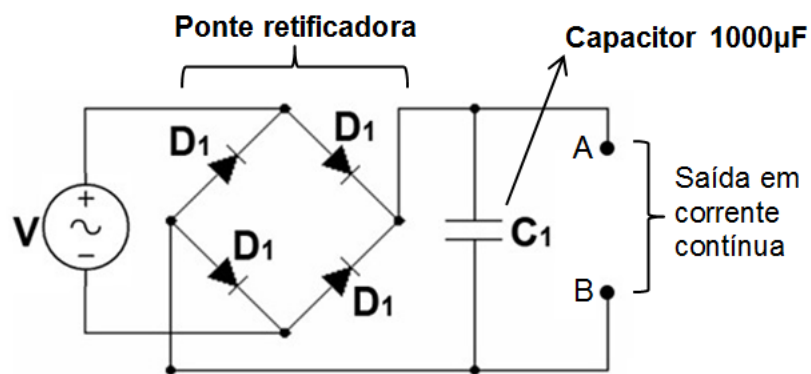 Ponte retificadora
Capacitor 1000µF
D1
D1
A
+
V
-
D1
D1
C1
Saída em
corrente
contínua
B